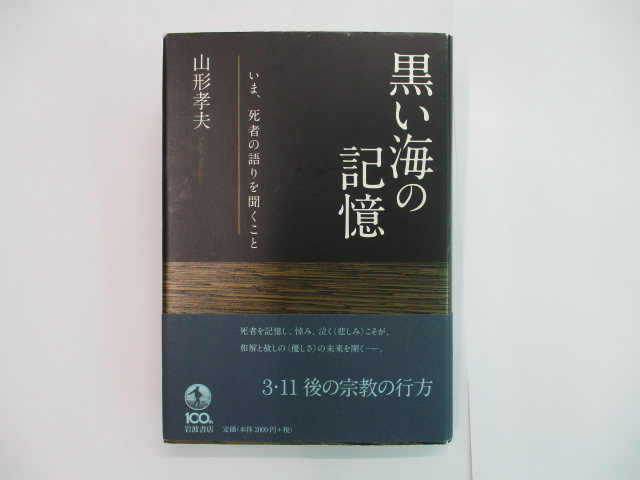 黒い海の
記憶
いま、死者の語りを聞くこと
山形孝夫
死者を記憶し、悼み、泣く〈悲しみ〉こそが、
和解と赦しの〈優しさ〉の未来を開く―。
3・11 後の宗教の行方
100th
岩波書店
定価(本体2000円+税)